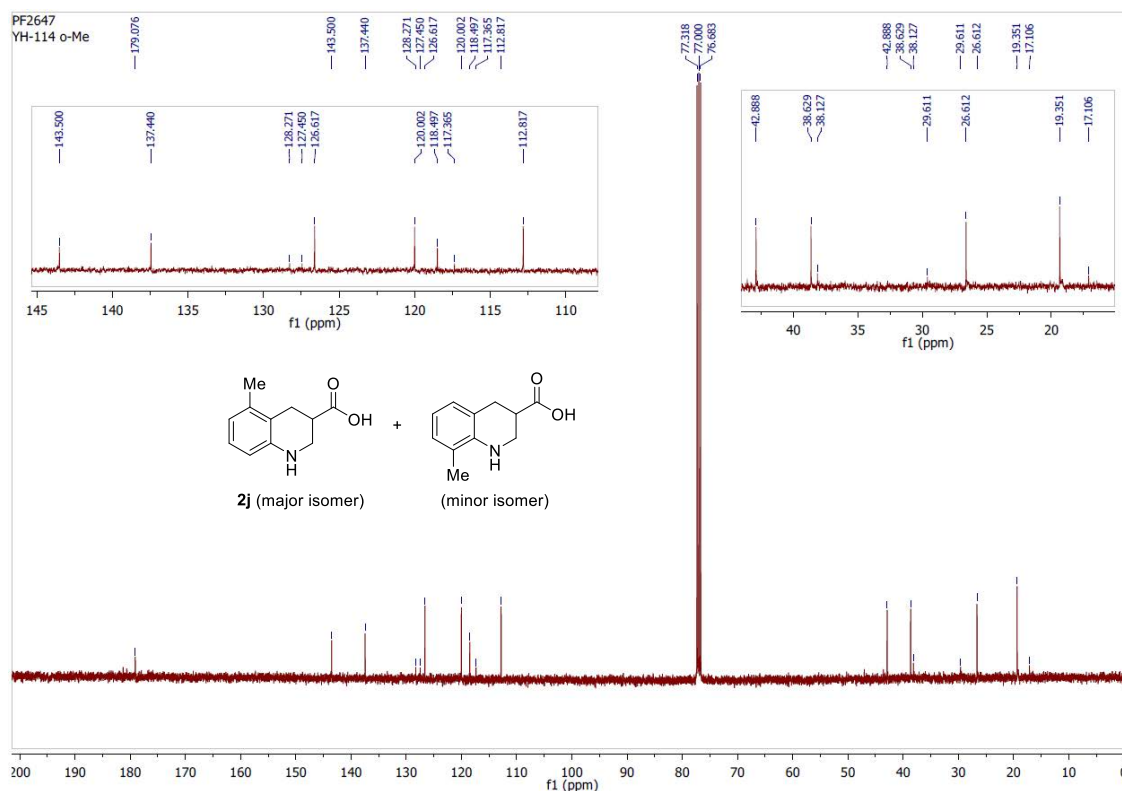 PF2647
YH-114 o-Me
179.076
143.500
137.440
128.271
127.450
126.617
120.002
118.497
117.365
112.817
77.318
77.000
76.683
42.888
38.629
38.127
29.611
26.612
19.351
17.106
143.500
137.440
128.271
127.450
126.617
120.002
118.497
117.365
112.817
145 140 135 130 125 120 115 110
f1 (ppm)
42.888
38.629
38.127
29.611
26.612
19.351
17.106
40 35 30 25 20
f1 (ppm)
Me
O
OH
N
H
+
O
OH
N
H
Me
2j (major isomer)
(minor isomer)
200 190 180 170 160 150 140 130 120 110 100 90 80 70 60 50 40 30 20 10 0
f1 (ppm)